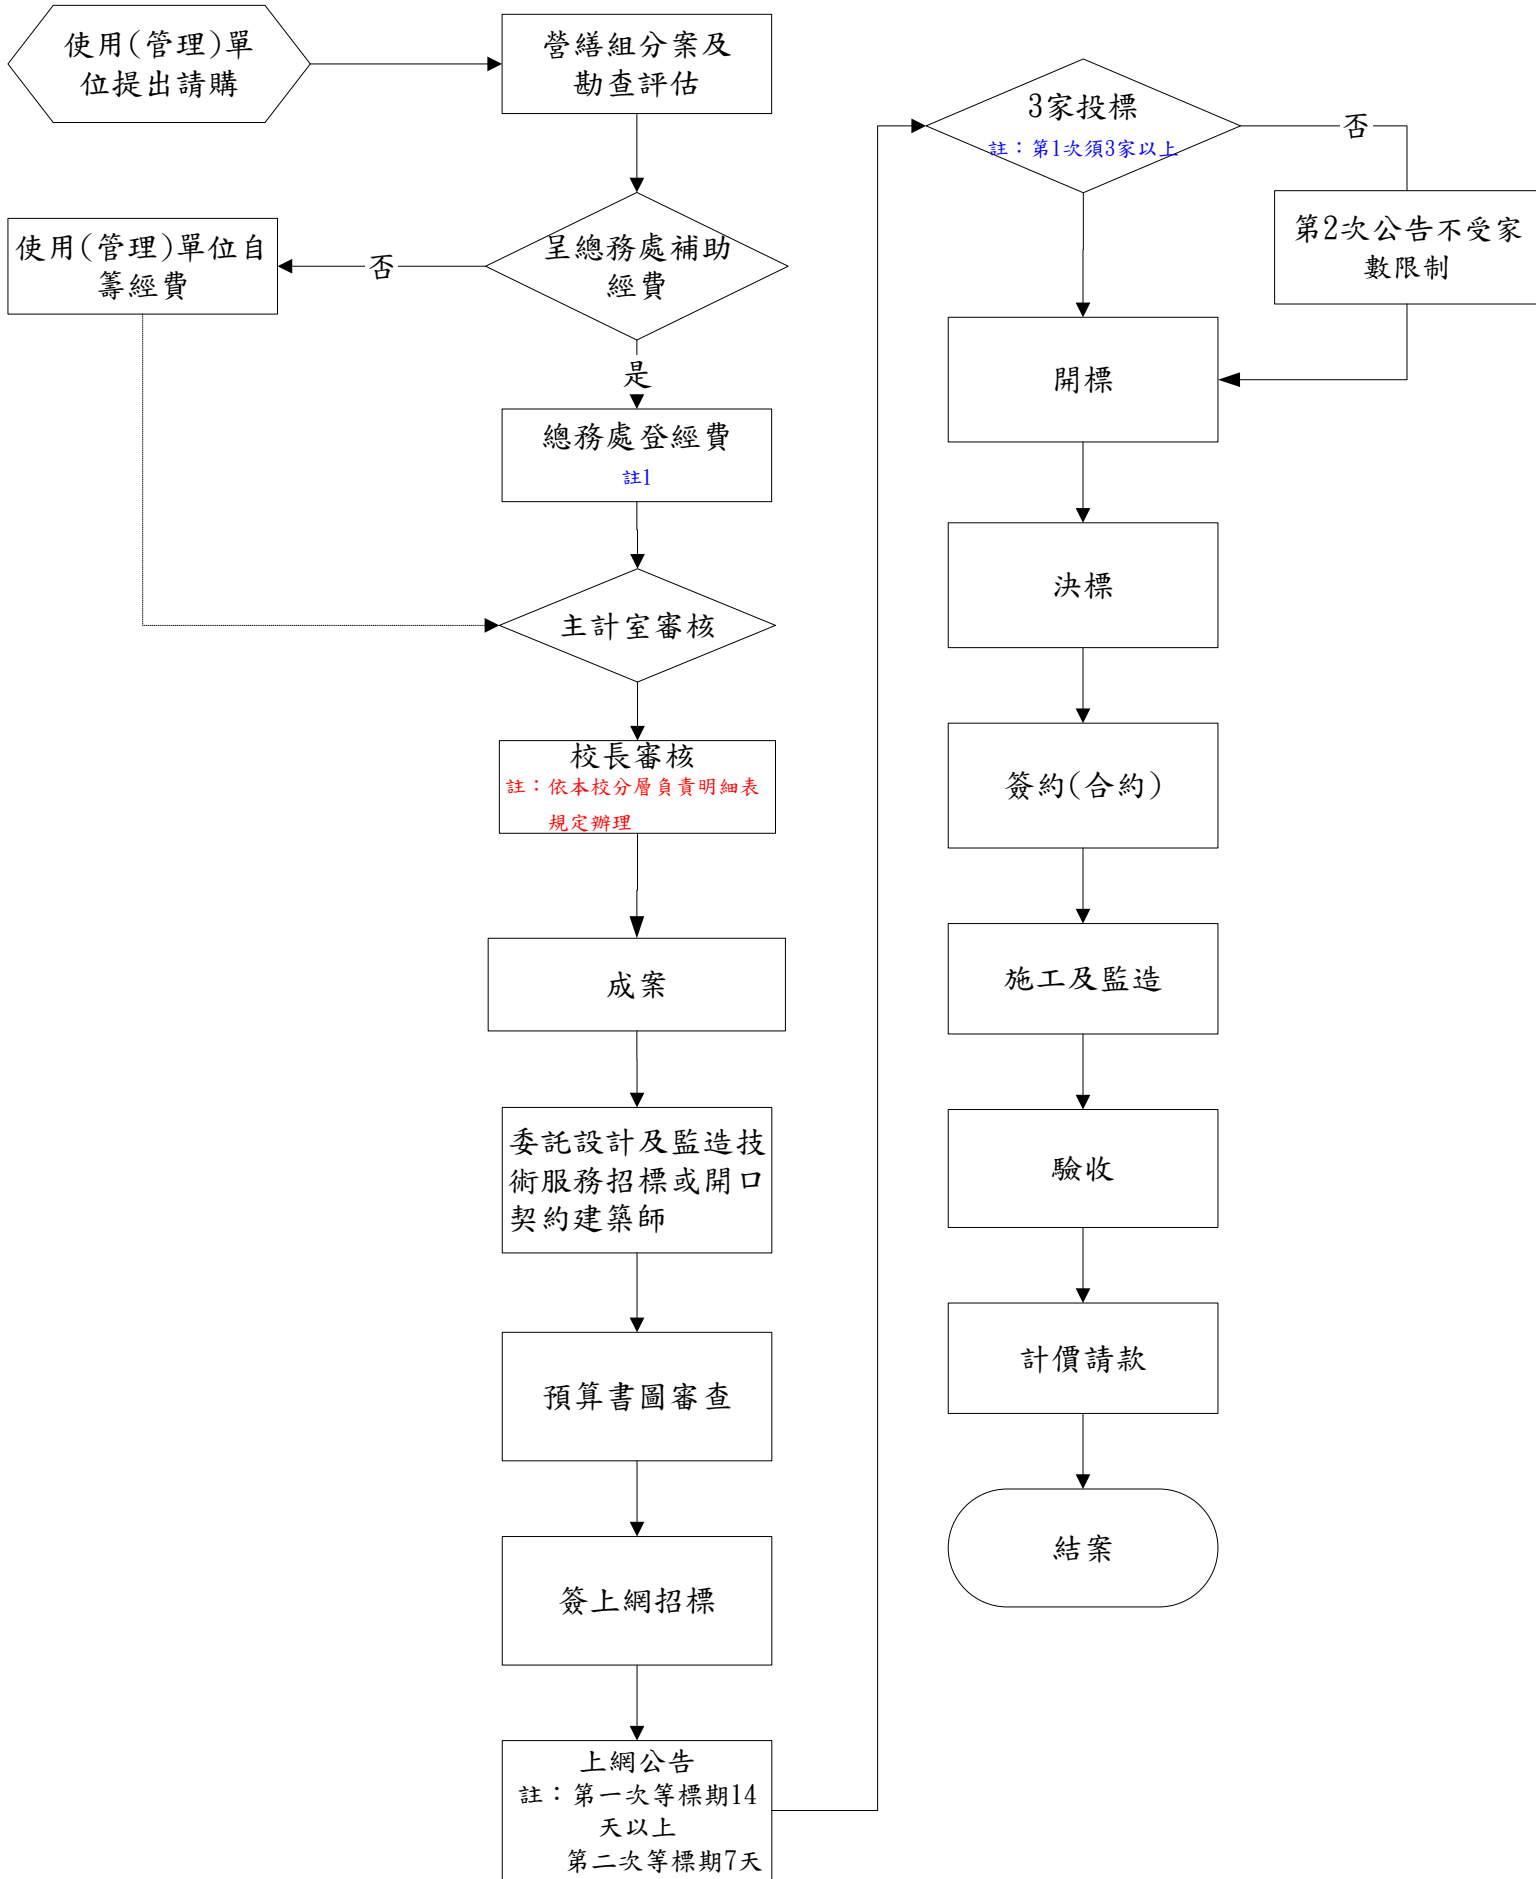 使用(管理)單
位提出請購
營繕組分案及
勘查評估
呈總務處補助
經費
否
使用(管理)單位自
籌經費
是
總務處登經費
註1
主計室審核
校長審核
註：依本校分層負責明細表
規定辦理
成案
委託設計及監造技
術服務招標或開口
契約建築師
預算書圖審查
簽上網招標
上網公告
註：第一次等標期14
天以上
第二次等標期7天
3家投標
註：第1次須3家以上
否
第2次公告不受家
數限制
開標
決標
簽約(合約)
施工及監造
驗收
計價請款
結案